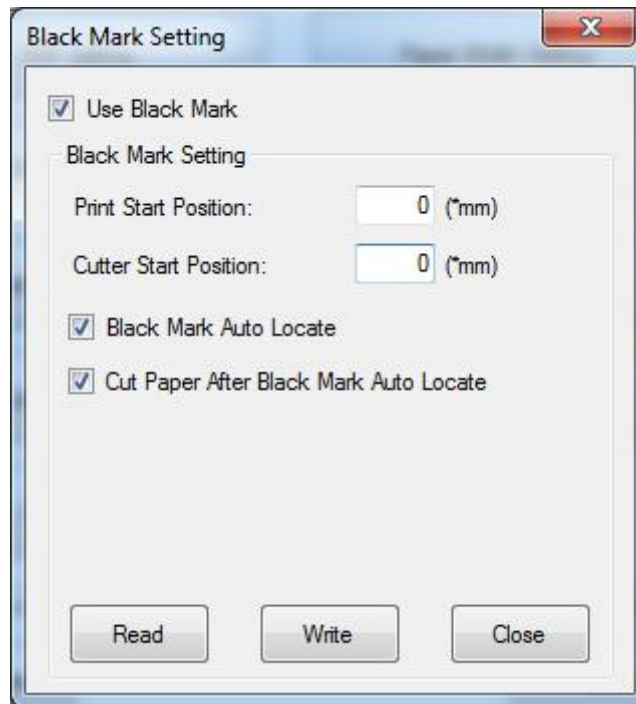 Black Mark Setting
Use Black Mark
Black Mark Setting
Print Start Position: 0 (*mm)
Cutter Start Position: 0 (*mm)
Black Mark Auto Locate
Cut Paper After Black Mark Auto Locate
Read Write Close